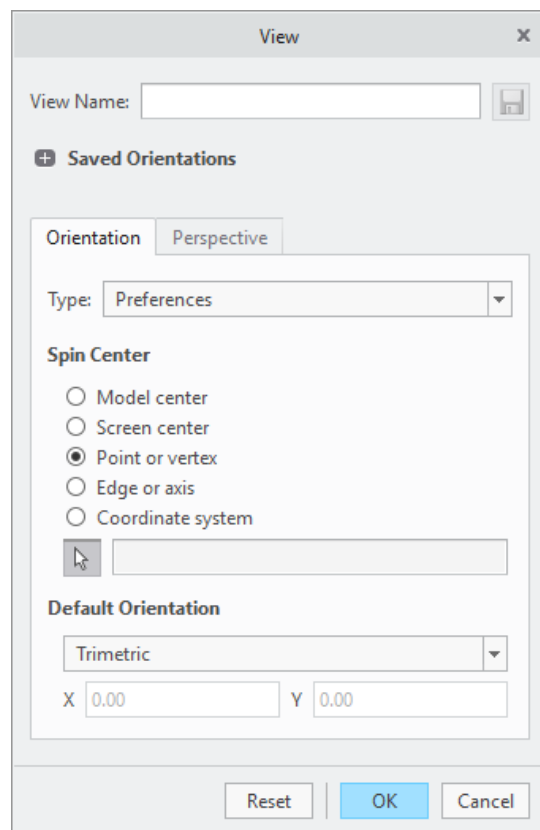 View
View Name:
Saved Orientations
Orientation Perspective
Type: Preferences
Spin Center
Model center
Screen center
Point or vertex
Edge or axis
Coordinate system
Default Orientation
Trimetric
X 0.00 Y 0.00
Reset OK Cancel